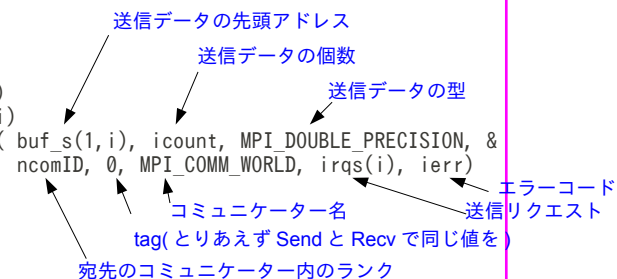 送信データの先頭アドレス
送信データの個数
)
送信データの型
i)
( buf_s(1,i), icount, MPI_DOUBLE_PRECISION, &
ncomID, 0, MPI_COMM_WORLD, irqs(i), ierr)
エラーコード
コミュニケーター名
送信リクエスト
tag( とりあえず Send と Recv で同じ値を )
宛先のコミュニケーター内のランク